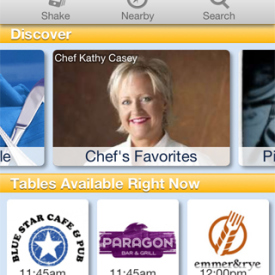 Shake Nearby Search
Discover
Chef Kathy Casey
le Chef's Favorites Pi
Tables Available Right Now
BLUE STAR CAFE & PUB
PARAGON
BAR & GRILL
emmer&rye
11:45am 11:45am 12:00pm